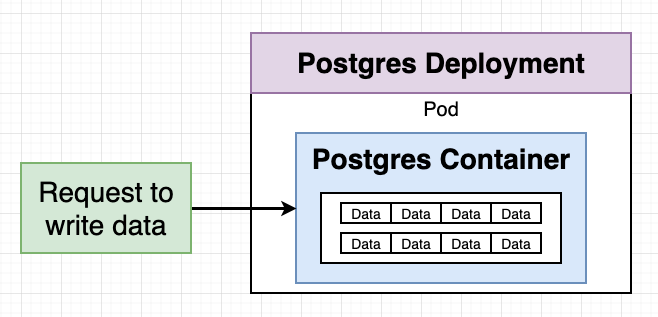 Postgres Deployment
Pod
Postgres Container
Request to
write data
Data Data Data Data
Data Data Data Data